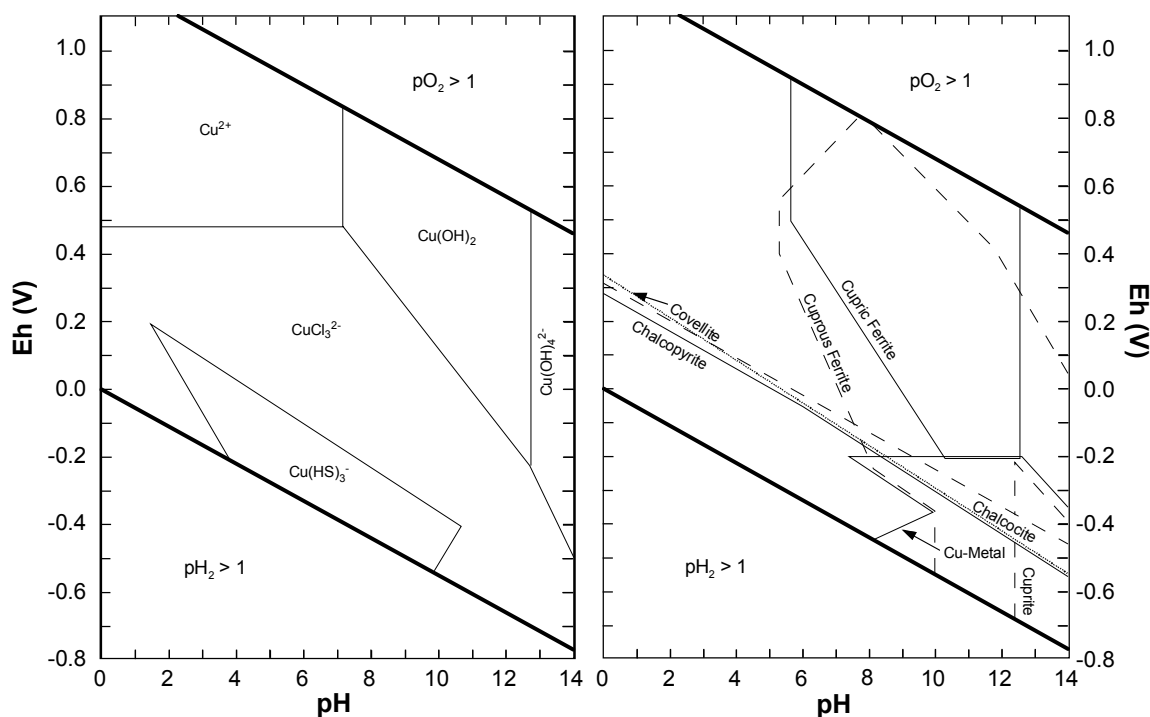 Eh (V)
1.0
0.8
0.6
0.4
0.2
0.0
-0.2
-0.4
-0.6
-0.8
0
2
4
6
8
10
12
14
pH
pO₂ > 1
Cu²⁺
Cu(OH)₂
CuCl₃²⁻
Cu(OH)₄²⁻
Cu(HS)₃⁻
pH₂ > 1
pO₂ > 1
Covellite
Chalcopyrite
Cuprous Ferrite
Cupric Ferrite
Chalcocite
Cu-Metal
Cuprite
pH₂ > 1
0
2
4
6
8
10
12
14
pH
1.0
0.8
0.6
0.4
0.2
0.0
-0.2
-0.4
-0.6
-0.8
Eh (V)